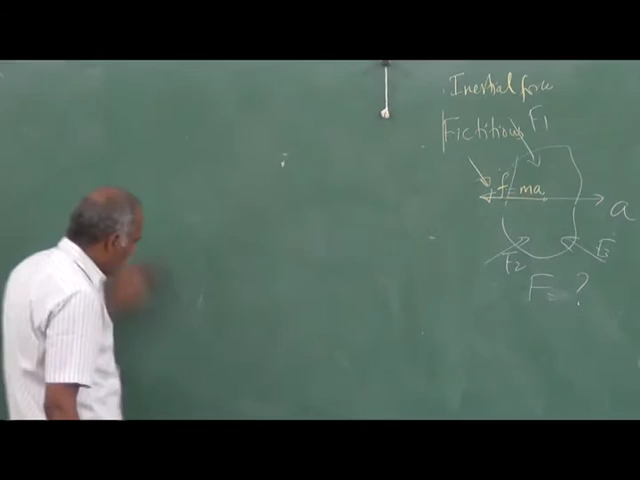 Inertial force
Fictitious F1
f=ma
a
F2 F3
F = ?